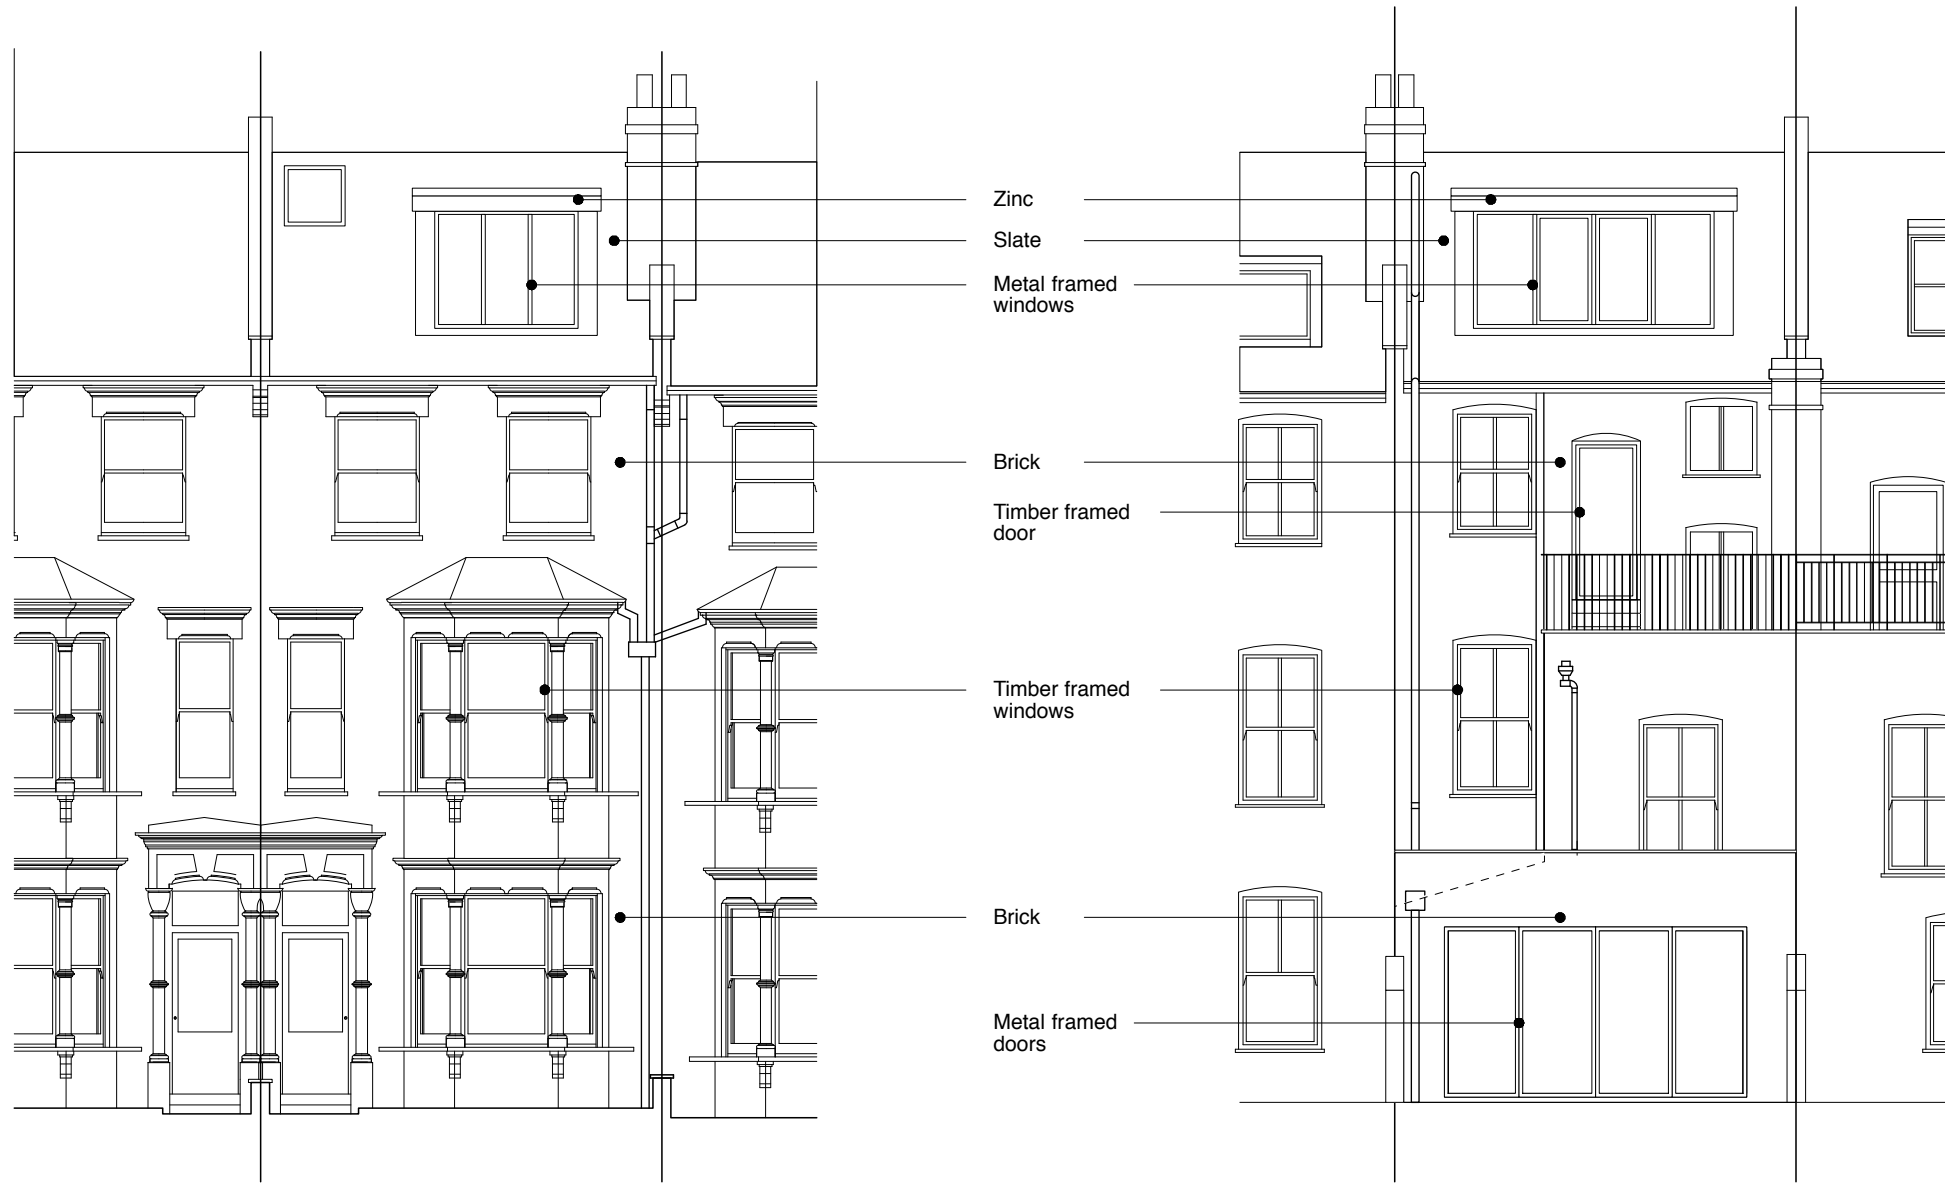 Zinc
Slate
Metal framed
windows
Brick
Timber framed
door
Timber framed
windows
Brick
Metal framed
doors